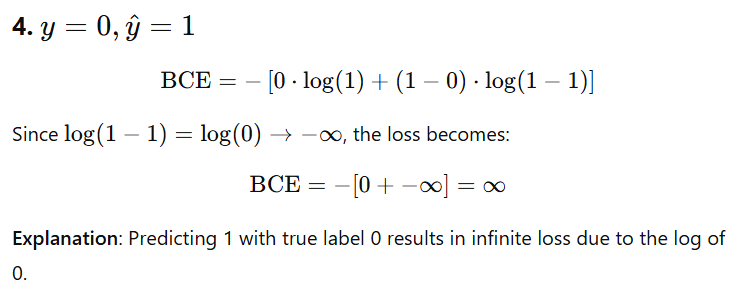 4. y = 0, ŷ = 1
BCE = − [0 · log(1) + (1 − 0) · log(1 − 1)]
Since log(1 − 1) = log(0) → −∞, the loss becomes:
BCE = −[0 + −∞] = ∞
Explanation: Predicting 1 with true label 0 results in infinite loss due to the log of
0.